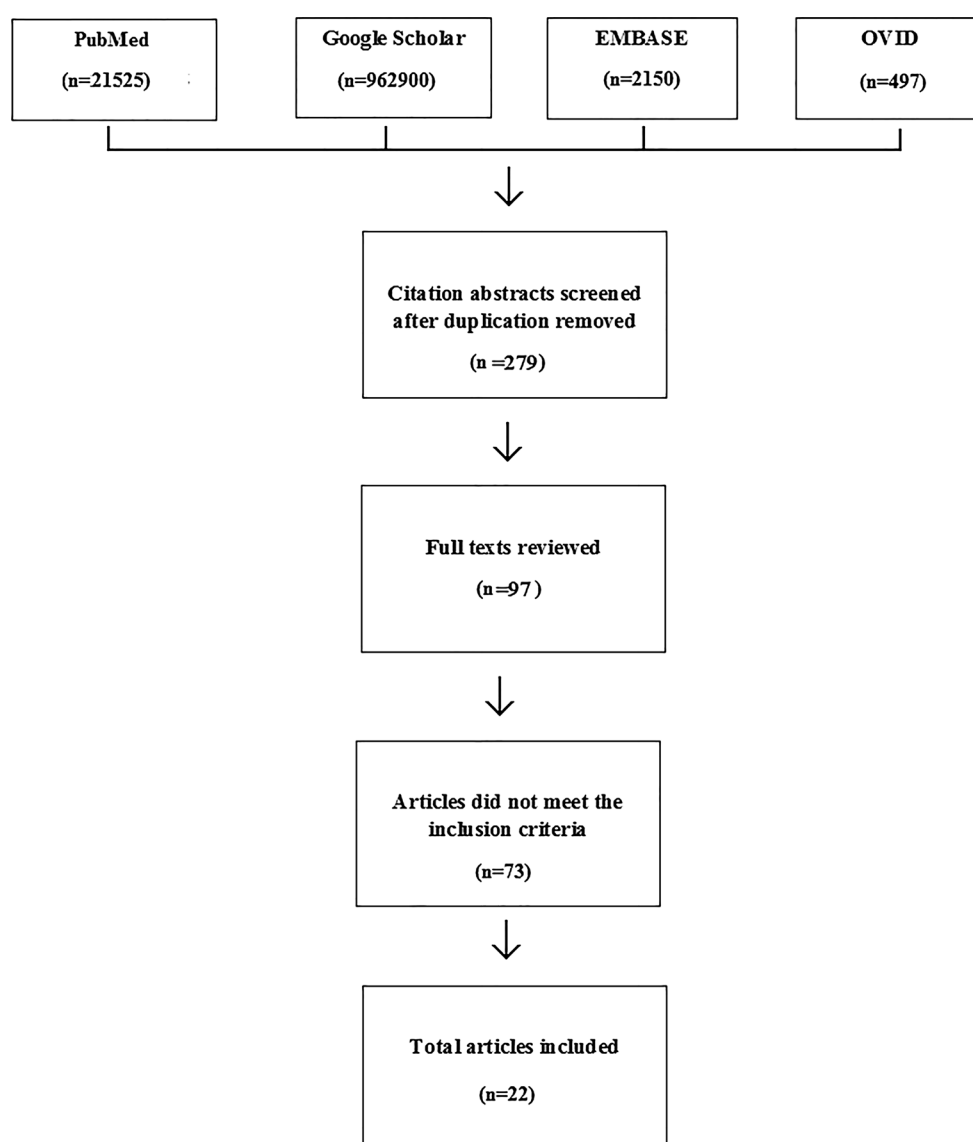 PubMed
(n=21525)
Google Scholar
(n=962900)
EMBASE
(n=2150)
OVID
(n=497)
Citation abstracts screened
after duplication removed
(n =279)
Full texts reviewed
(n=97 )
Articles did not meet the
inclusion criteria
(n=73)
Total articles included
(n=22)